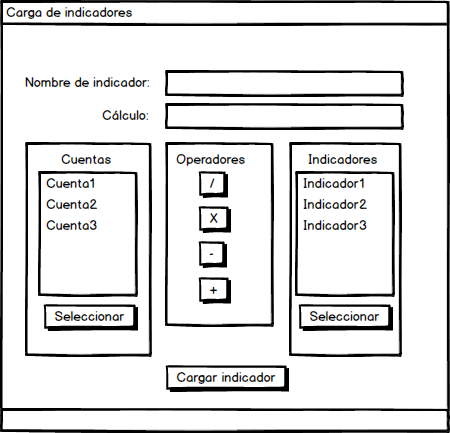 Carga de indicadores
Nombre de indicador:
Cálculo:
Cuentas
Cuenta1
Cuenta2
Cuenta3
Seleccionar
Operadores
/
X
-
+
Indicadores
Indicador1
Indicador2
Indicador3
Seleccionar
Cargar indicador